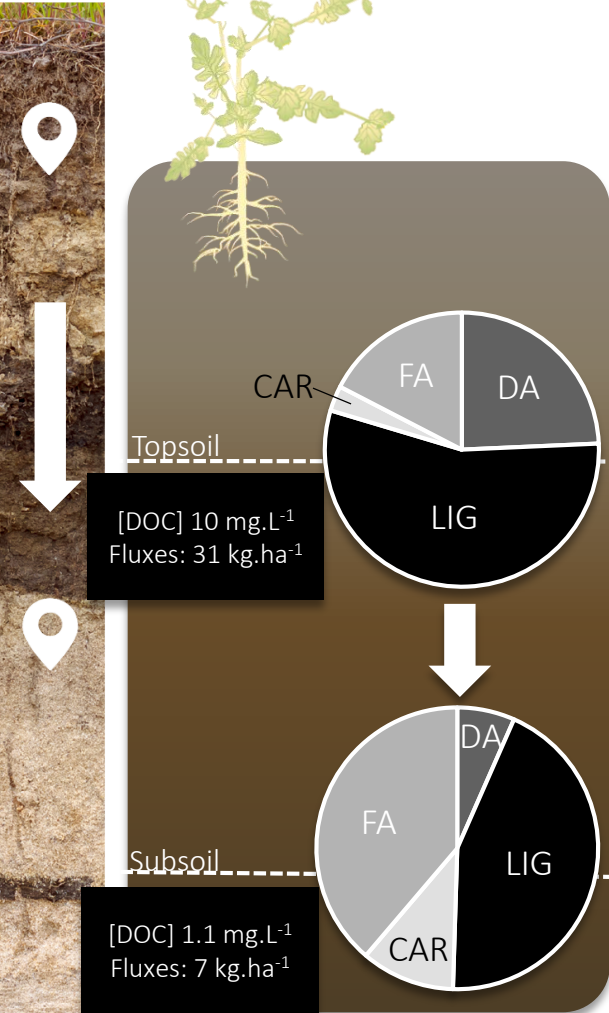 FA
DA
CAR
Topsoil
LIG
[DOC] 10 mg.L⁻¹
Fluxes: 31 kg.ha⁻¹
DA
FA
LIG
Subsoil
CAR
[DOC] 1.1 mg.L⁻¹
Fluxes: 7 kg.ha⁻¹